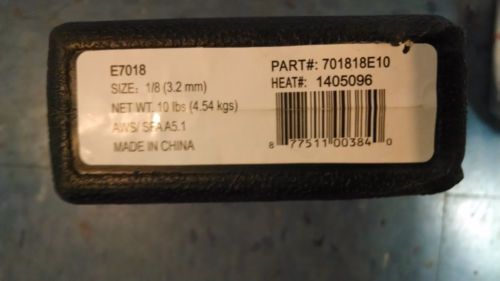 E7018
SIZE: 1/8 (3.2 mm)
NET WT. 10 lbs (4.54 kgs)
AWS/ SFA A5.1
MADE IN CHINA
PART#: 701818E10
HEAT#: 1405096
8 77511 00384 0